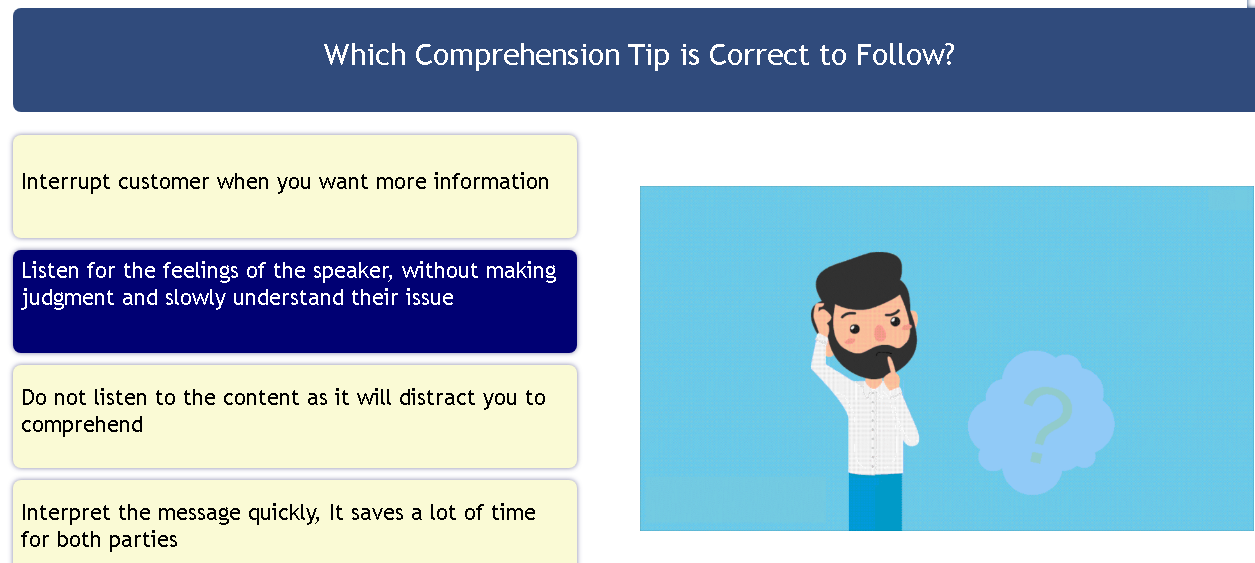 Which Comprehension Tip is Correct to Follow?
Interrupt customer when you want more information
Listen for the feelings of the speaker, without making
judgment and slowly understand their issue
Do not listen to the content as it will distract you to
comprehend
Interpret the message quickly, It saves a lot of time
for both parties
?